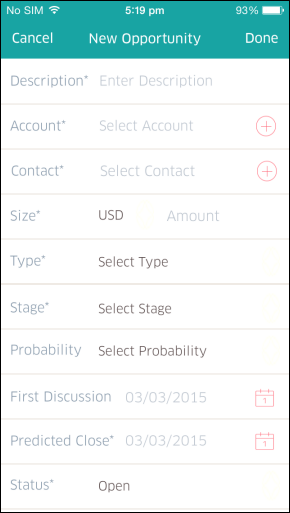 No SIM 5:19 pm 93%
Cancel New Opportunity Done
Description* Enter Description
Account* Select Account
Contact* Select Contact
Size* USD Amount
Type* Select Type
Stage* Select Stage
Probability Select Probability
First Discussion 03/03/2015 1
Predicted Close* 03/03/2015 1
Status* Open